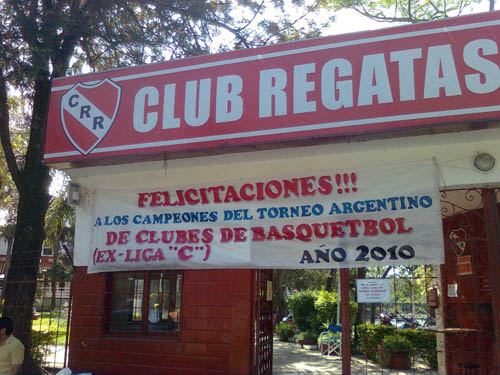 CRR
CLUB REGATAS
FELICITACIONES!!!
A LOS CAMPEONES DEL TORNEO ARGENTINO
DE CLUBES DE BASQUETBOL
(EX-LIGA "C") AÑO 2010